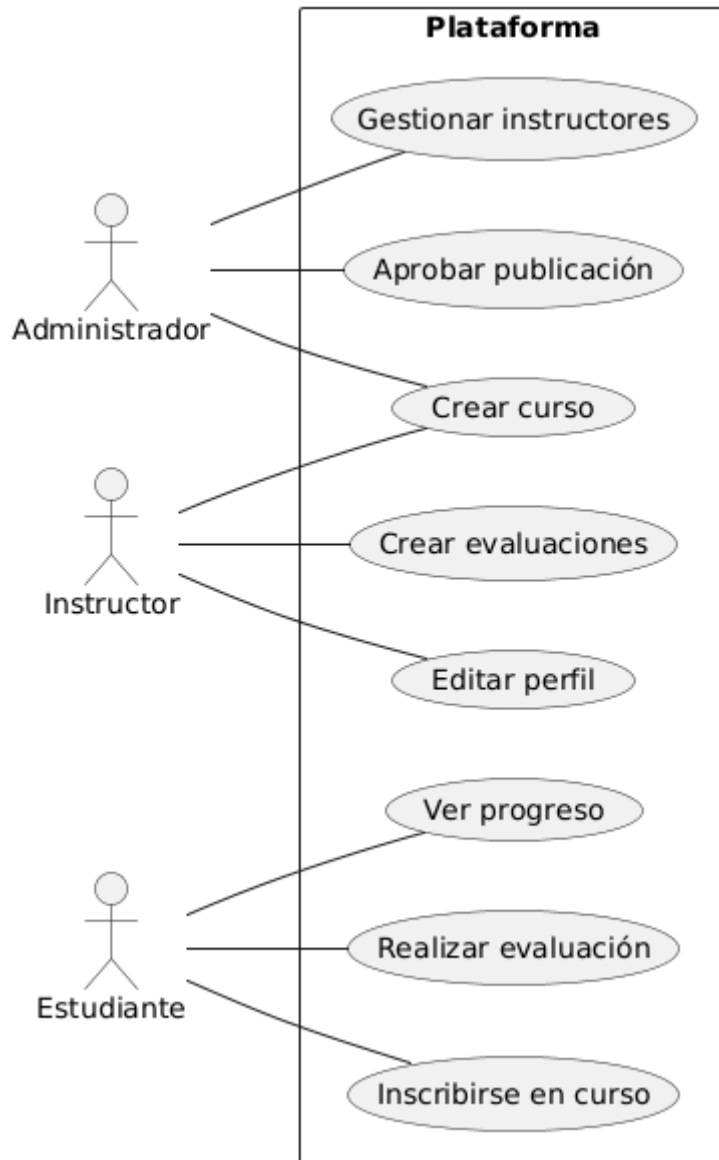 Plataforma
Gestionar instructores
Aprobar publicación
Administrador
Crear curso
Crear evaluaciones
Instructor
Editar perfil
Ver progreso
Realizar evaluación
Estudiante
Inscribirse en curso